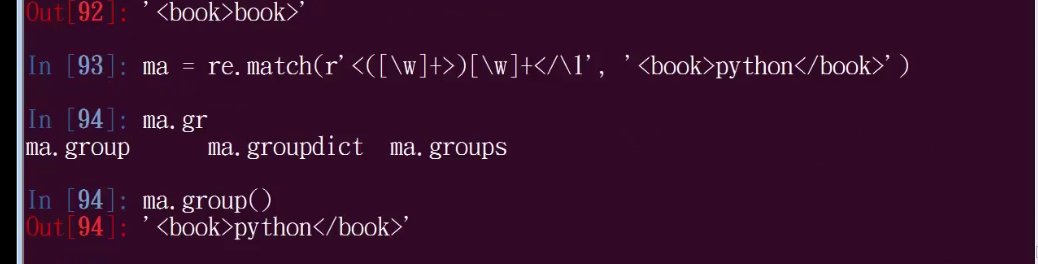 Out[92]: '<book>book>'
In [93]: ma = re.match(r'<([\w]+>)[\w]+</\1', '<book>python</book>')
In [94]: ma.gr
ma.group ma.groupdict ma.groups
In [94]: ma.group()
Out[94]: '<book>python</book>'